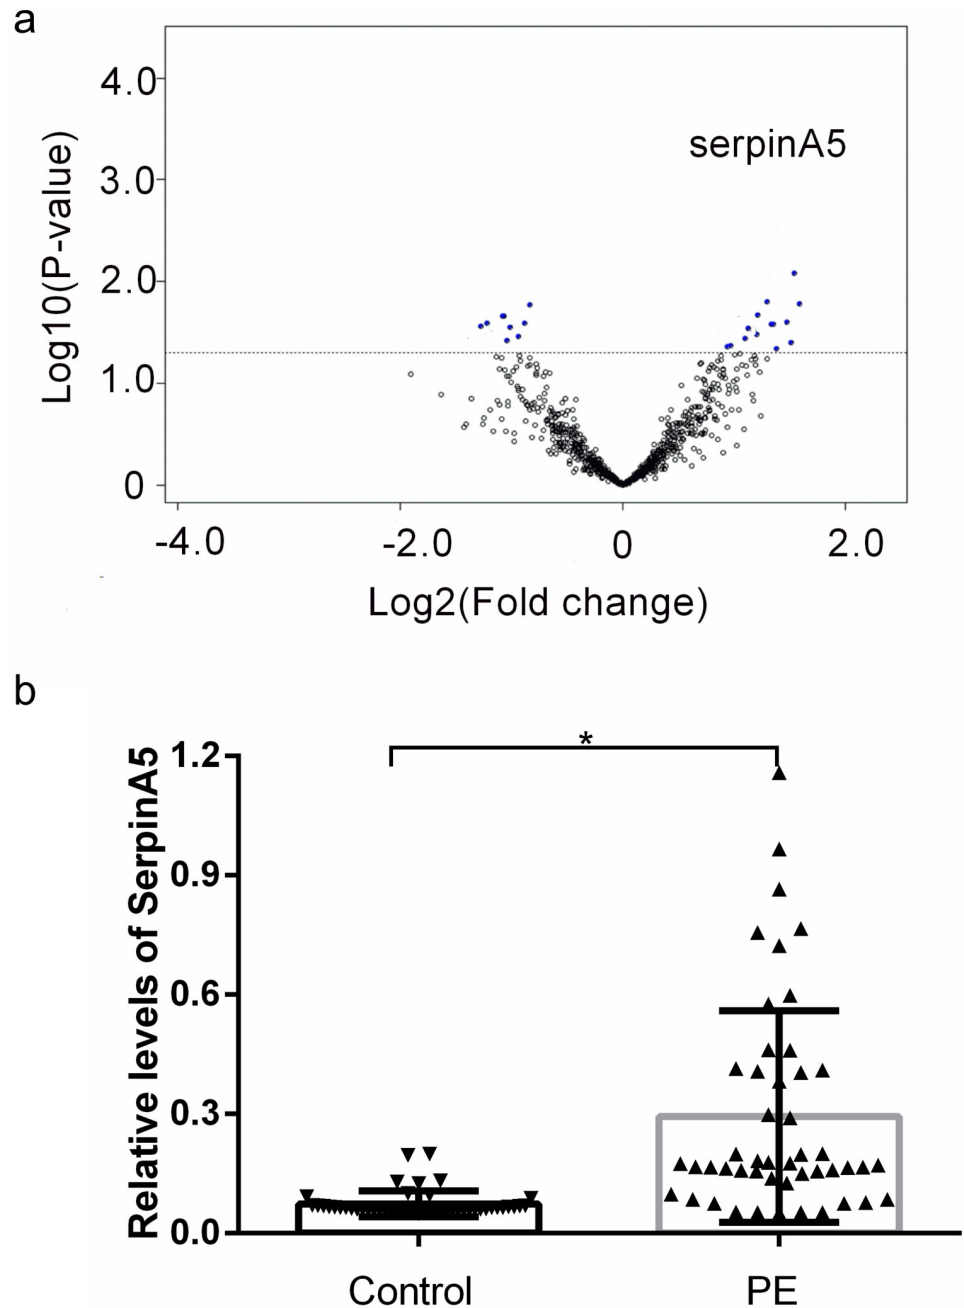 a
4.0
3.0
2.0
1.0
0
Log10(P-value)
serpinA5
-4.0 -2.0 0 2.0
Log2(Fold change)
b
*
1.2
0.9
0.6
0.3
0.0
Relative levels of SerpinA5
Control PE